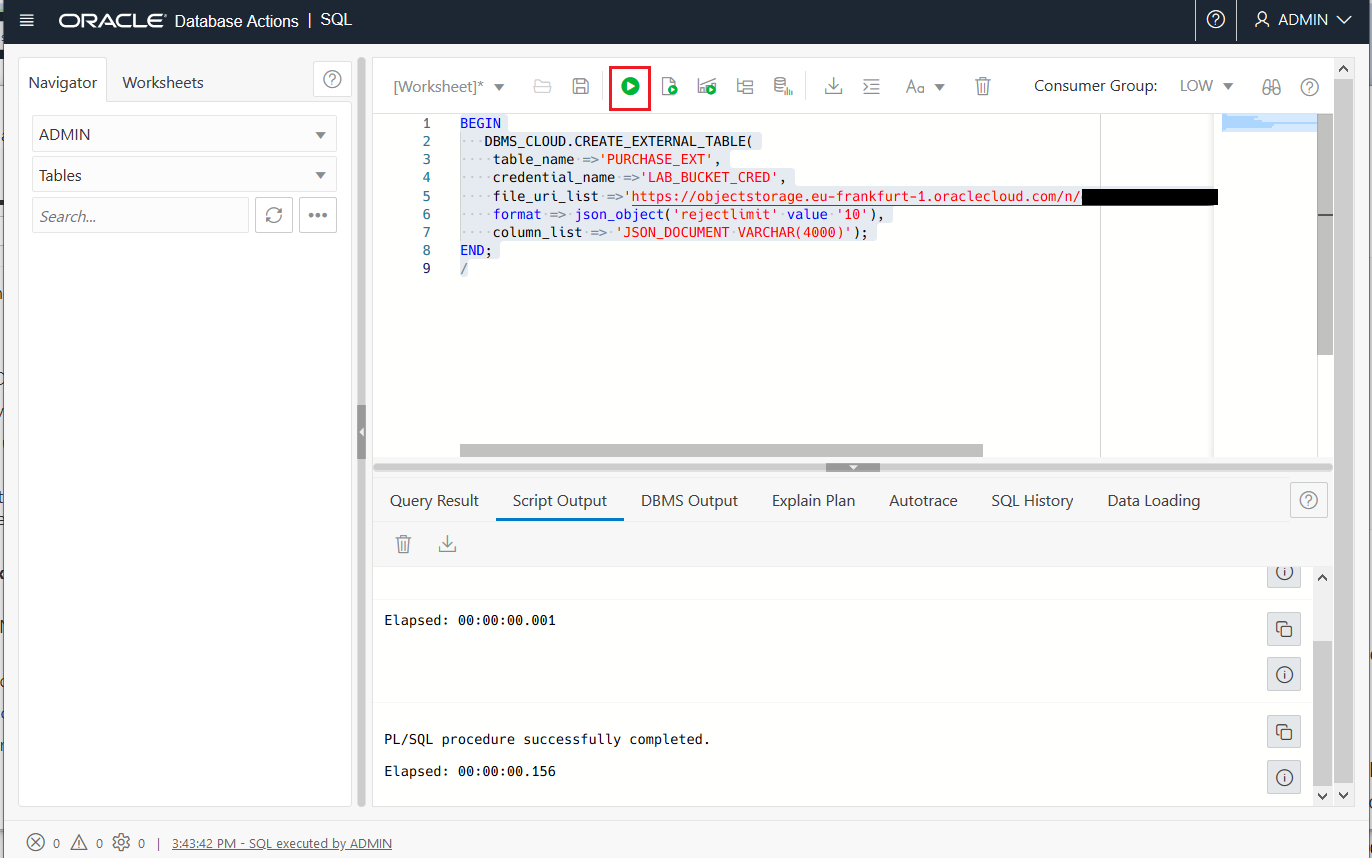 ORACLE Database Actions | SQL
ADMIN
Navigator
Worksheets
ADMIN
Tables
Search...
[Worksheet]*
Aa
Consumer Group:
LOW
1 BEGIN
2 DBMS_CLOUD.CREATE_EXTERNAL_TABLE(
3 table_name =>'PURCHASE_EXT',
4 credential_name =>'LAB_BUCKET_CRED',
5 file_uri_list =>'https://objectstorage.eu-frankfurt-1.oraclecloud.com/n/
6 format => json_object('rejectlimit' value '10'),
7 column_list => 'JSON_DOCUMENT VARCHAR(4000)');
8 END;
9 /
Query Result
Script Output
DBMS Output
Explain Plan
Autotrace
SQL History
Data Loading
Elapsed: 00:00:00.001
PL/SQL procedure successfully completed.
Elapsed: 00:00:00.156
0 0 0 | 3:43:42 PM - SQL executed by ADMIN